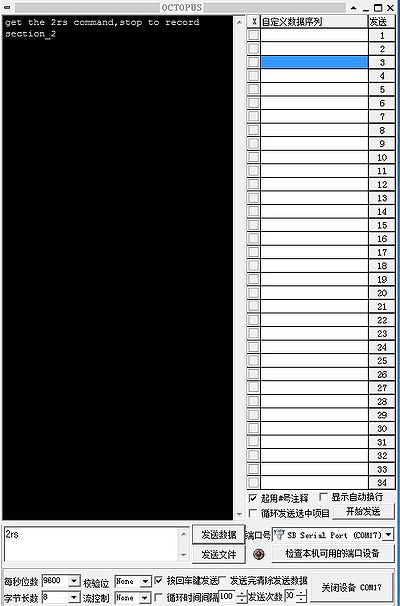 OCTOPUS
get the 2rs command,stop to record
section_2
X 自定义数据序列 发送
1
2
3
4
5
6
7
8
9
10
11
12
13
14
15
16
17
18
19
20
21
22
23
24
25
26
27
28
29
30
31
32
33
34
起用#号注释 显示自动换行
循环发送选中项目 开始发送
2rs
发送数据
发送文件
端口号 SB Serial Port (COM17)
检查本机可用的端口设备
每秒位数 9600 校验位 None 按回车键发送 发送完清除发送数据
字节长数 8 流控制 None 循环时间间隔 100 发送次数 30
关闭设备 COM17